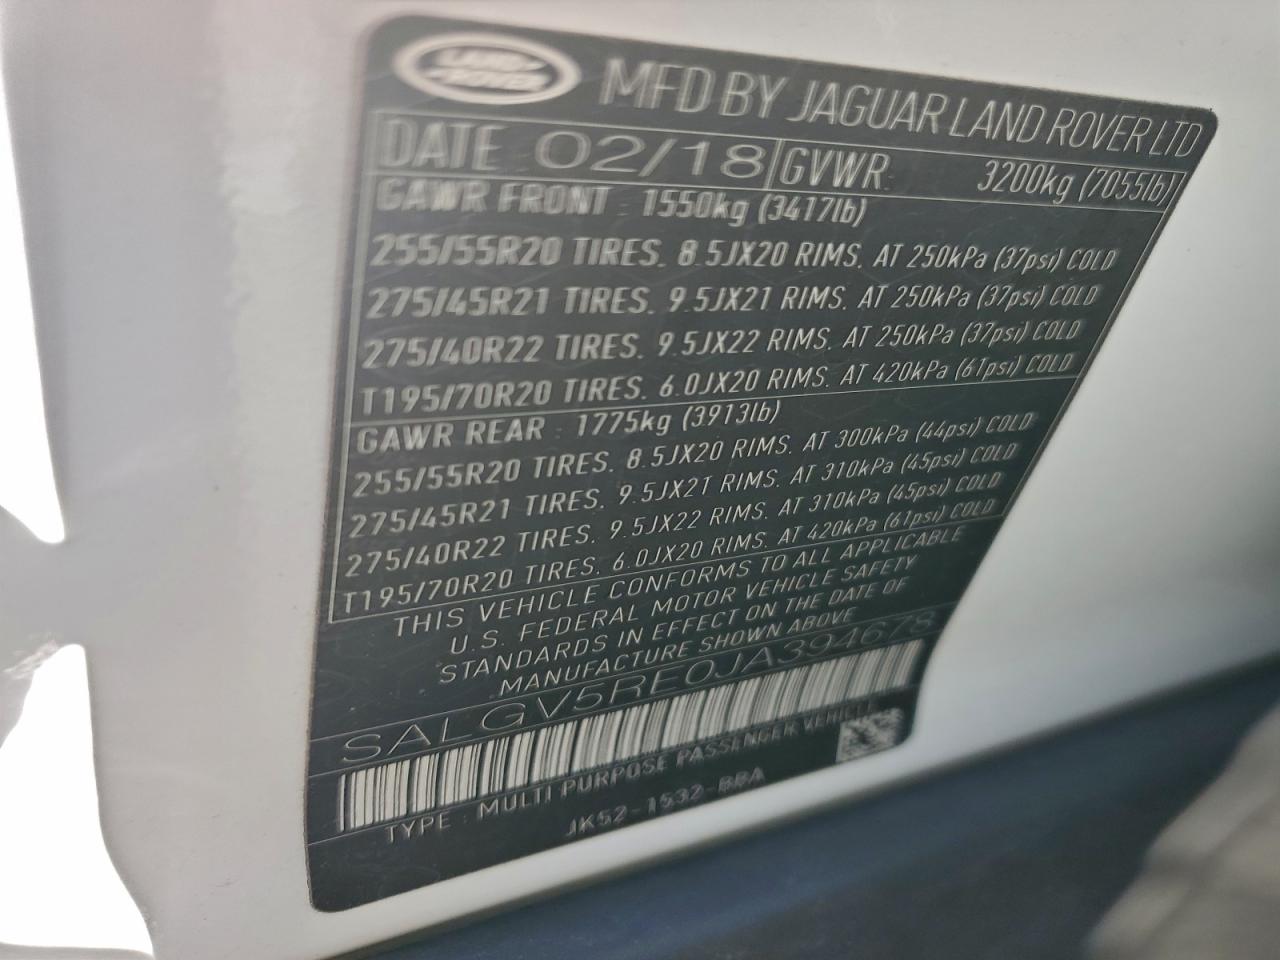 LAND ROVER
MFD BY JAGUAR LAND ROVER LTD
DATE 02/18 GVWR 3200kg (7055lb)
GAWR FRONT : 1550kg (3417lb)
255/55R20 TIRES. 8.5JX20 RIMS. AT 250kPa (37psi) COLD
275/45R21 TIRES. 9.5JX21 RIMS. AT 250kPa (37psi) COLD
275/40R22 TIRES. 9.5JX22 RIMS. AT 250kPa (37psi) COLD
T195/70R20 TIRES. 6.0JX20 RIMS. AT 420kPa (61psi) COLD
GAWR REAR : 1775kg (3913lb)
255/55R20 TIRES. 8.5JX20 RIMS. AT 300kPa (44psi) COLD
275/45R21 TIRES. 9.5JX21 RIMS. AT 310kPa (45psi) COLD
275/40R22 TIRES. 9.5JX22 RIMS. AT 310kPa (45psi) COLD
T195/70R20 TIRES. 6.0JX20 RIMS. AT 420kPa (61psi) COLD
THIS VEHICLE CONFORMS TO ALL APPLICABLE
U.S. FEDERAL MOTOR VEHICLE SAFETY
STANDARDS IN EFFECT ON THE DATE OF
MANUFACTURE SHOWN ABOVE
SALGV5RE0JA394678
TYPE : MULTI PURPOSE PASSENGER VEHICLE
JK52-1532-BBA